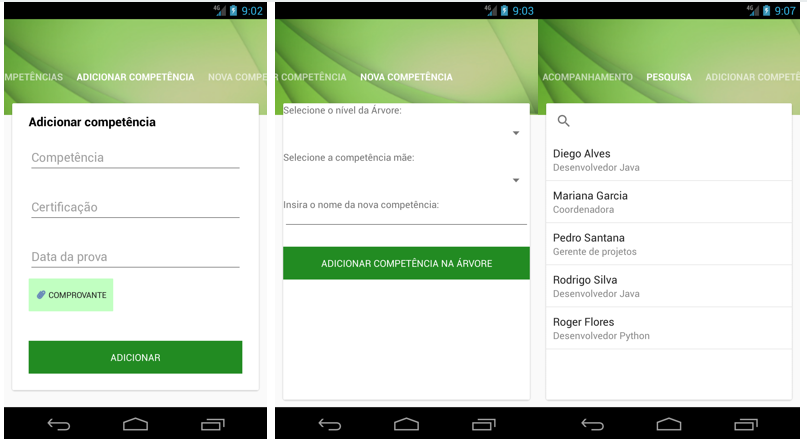 4G 9:02
MPETÊNCIAS ADICIONAR COMPETÊNCIA NOVA COMPE
Adicionar competência
Competência
Certificação
Data da prova
COMPROVANTE
ADICIONAR
4G 9:03
R COMPETÊNCIA NOVA COMPETÊNCIA
Selecione o nível da Árvore:
Selecione a competência mãe:
Insira o nome da nova competência:
ADICIONAR COMPETÊNCIA NA ÁRVORE
4G 9:07
ACOMPANHAMENTO PESQUISA ADICIONAR COMPETÊ
Diego Alves
Desenvolvedor Java
Mariana Garcia
Coordenadora
Pedro Santana
Gerente de projetos
Rodrigo Silva
Desenvolvedor Java
Roger Flores
Desenvolvedor Python